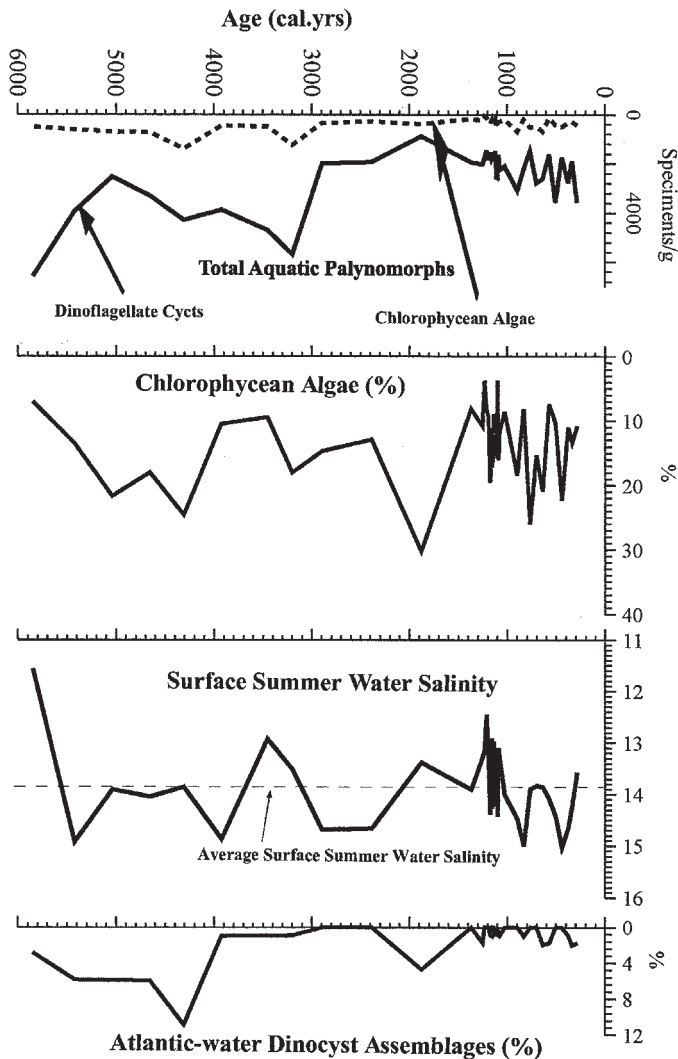 Age (cal.yrs)
6000 5000 4000 3000 2000 1000 0
0
4000
Speciments/g
Total Aquatic Palynomorphs
Dinoflagellate Cycts
Chlorophycean Algae
Chlorophycean Algae (%)
0
10
20
30
40
%
Surface Summer Water Salinity
11
12
13
14
15
16
Average Surface Summer Water Salinity
0
4
8
12
%
Atlantic-water Dinocyst Assemblages (%)